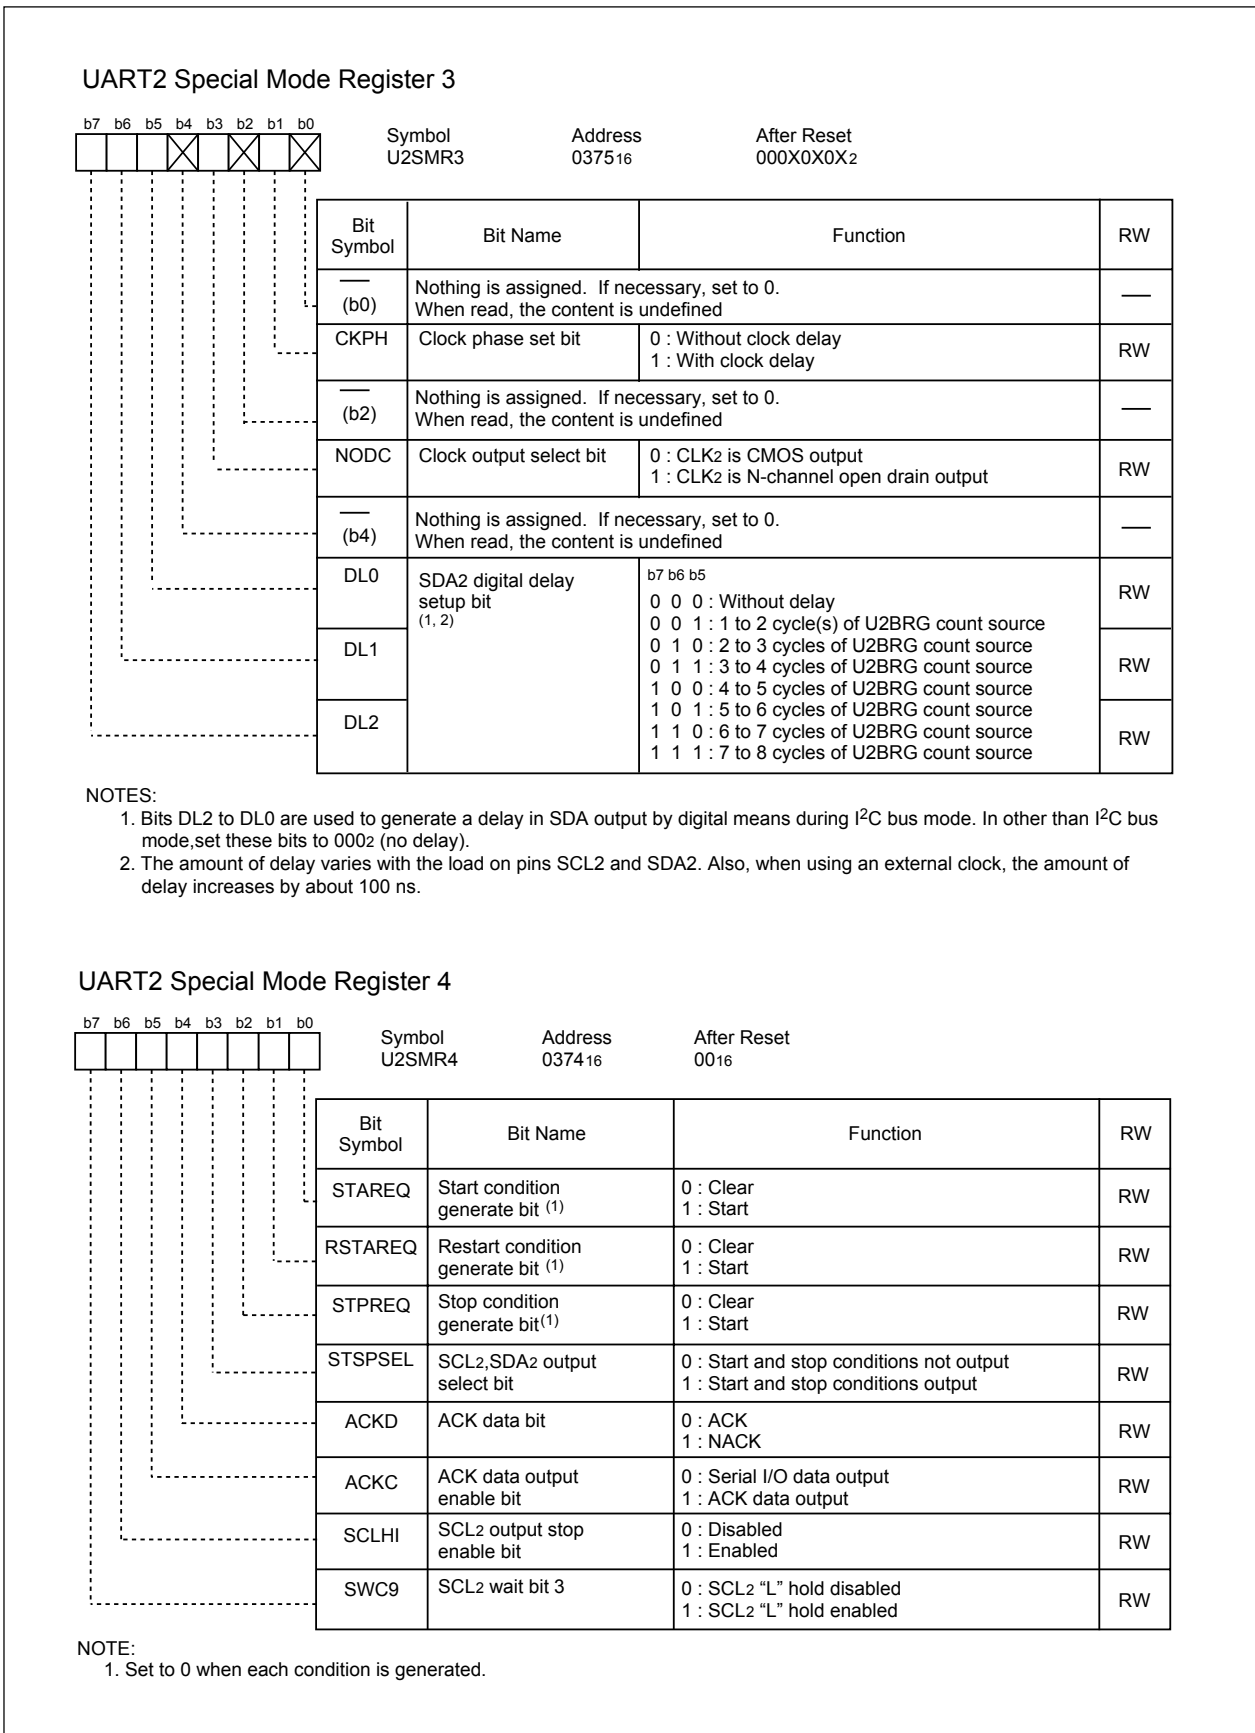 UART2 Special Mode Register 3
b7 b6 b5 b4 b3 b2 b1 b0
Symbol Address After Reset
U2SMR3 037516 000X0X0X2
Bit Symbol Bit Name Function RW
(b0) Nothing is assigned. If necessary, set to 0.
When read, the content is undefined —
CKPH Clock phase set bit 0 : Without clock delay
1 : With clock delay RW
(b2) Nothing is assigned. If necessary, set to 0.
When read, the content is undefined —
NODC Clock output select bit 0 : CLK2 is CMOS output
1 : CLK2 is N-channel open drain output RW
(b4) Nothing is assigned. If necessary, set to 0.
When read, the content is undefined —
DL0 SDA2 digital delay
setup bit
(1, 2)
b7 b6 b5
0 0 0 : Without delay RW
0 0 1 : 1 to 2 cycle(s) of U2BRG count source
DL1 0 1 0 : 2 to 3 cycles of U2BRG count source
0 1 1 : 3 to 4 cycles of U2BRG count source RW
1 0 0 : 4 to 5 cycles of U2BRG count source
DL2 1 0 1 : 5 to 6 cycles of U2BRG count source
1 1 0 : 6 to 7 cycles of U2BRG count source RW
1 1 1 : 7 to 8 cycles of U2BRG count source
NOTES:
1. Bits DL2 to DL0 are used to generate a delay in SDA output by digital means during I2C bus mode. In other than I2C bus
mode,set these bits to 0002 (no delay).
2. The amount of delay varies with the load on pins SCL2 and SDA2. Also, when using an external clock, the amount of
delay increases by about 100 ns.
UART2 Special Mode Register 4
b7 b6 b5 b4 b3 b2 b1 b0
Symbol Address After Reset
U2SMR4 037416 0016
Bit Symbol Bit Name Function RW
STAREQ Start condition
generate bit (1) 0 : Clear
1 : Start RW
RSTAREQ Restart condition
generate bit (1) 0 : Clear
1 : Start RW
STPREQ Stop condition
generate bit(1) 0 : Clear
1 : Start RW
STSPSEL SCL2,SDA2 output
select bit 0 : Start and stop conditions not output
1 : Start and stop conditions output RW
ACKD ACK data bit 0 : ACK
1 : NACK RW
ACKC ACK data output
enable bit 0 : Serial I/O data output
1 : ACK data output RW
SCLHI SCL2 output stop
enable bit 0 : Disabled
1 : Enabled RW
SWC9 SCL2 wait bit 3 0 : SCL2 “L” hold disabled
1 : SCL2 “L” hold enabled RW
NOTE:
1. Set to 0 when each condition is generated.